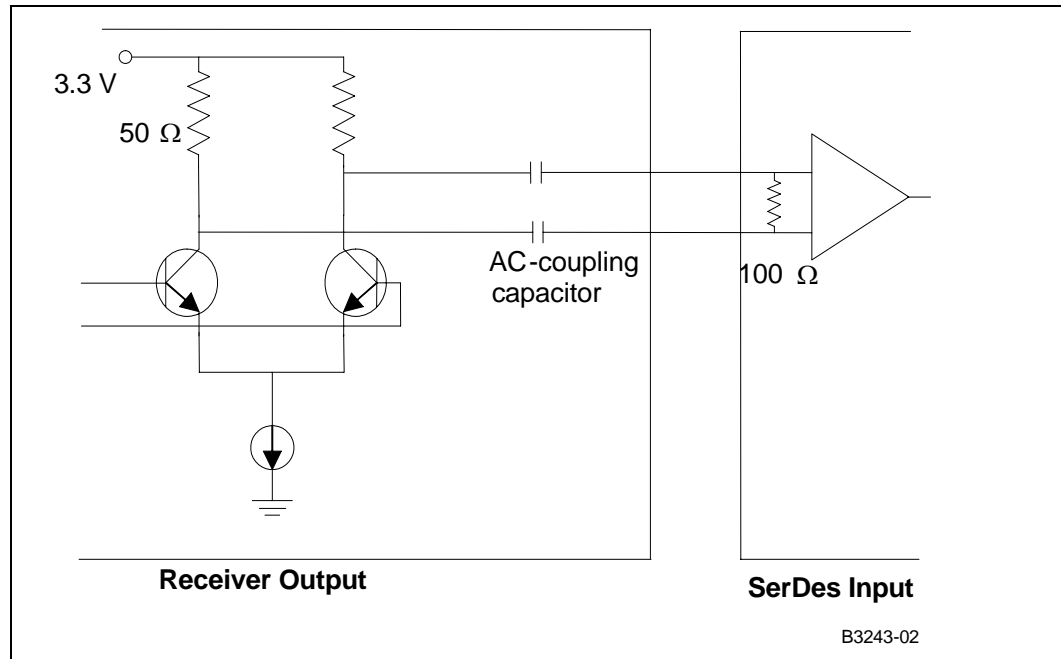 3.3 V
50 Ω
AC-coupling
capacitor
100 Ω
Receiver Output
SerDes Input
B3243-02